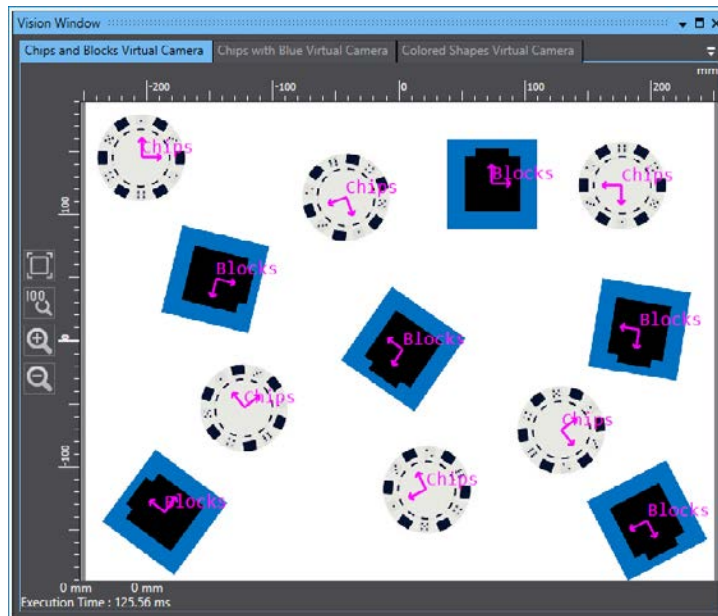 Vision Window
Chips and Blocks Virtual Camera Chips with Blue Virtual Camera Colored Shapes Virtual Camera
mm
-200 -100 0 100 200
Chips
Chips
Blocks
Chips
100
Blocks
100
0
Blocks
Blocks
Chips
Chips
-100
Chips
Blocks
Blocks
0 mm 0 mm
Execution Time : 125.56 ms